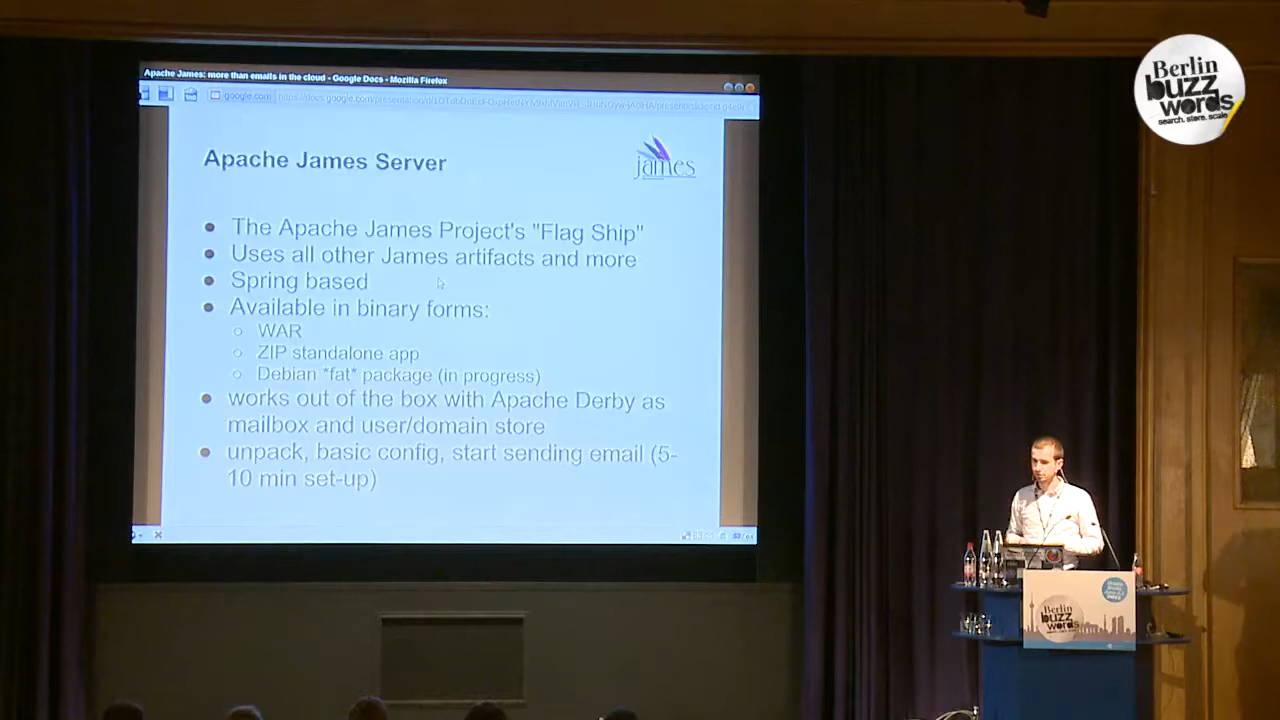 Apache James: more than emails in the cloud - Google Docs - Mozilla Firefox
google.com
Apache James Server
james
The Apache James Project's "Flag Ship"
Uses all other James artifacts and more
Spring based
Available in binary forms:
WAR
ZIP standalone app
Debian *fat* package (in progress)
works out of the box with Apache Derby as
mailbox and user/domain store
unpack, basic config, start sending email (5-
10 min set-up)
Berlin
buzz
words
search. store. scale.
Berlin
buzz
words